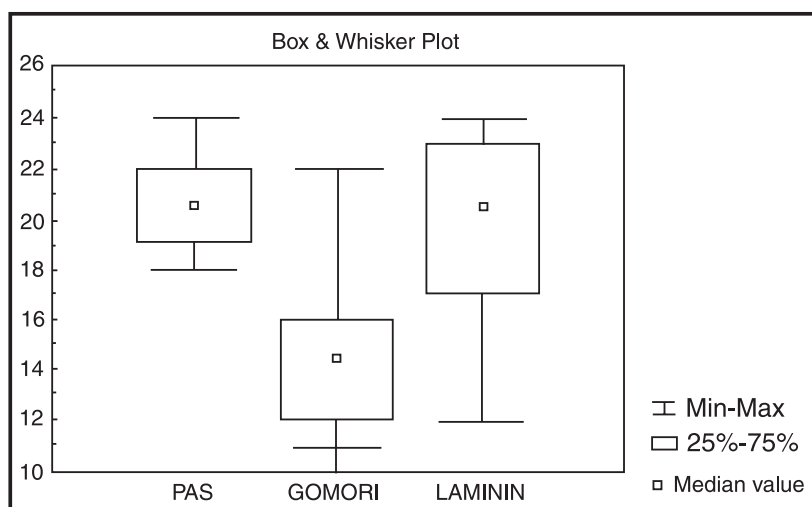 Box & Whisker Plot
26
24
22
20
18
16
14
12
10
PAS GOMORI LAMININ
Min-Max
25%-75%
Median value